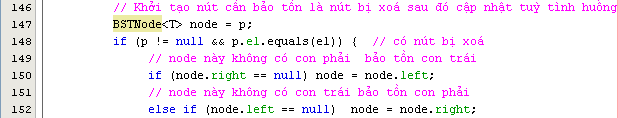 146 // Khởi tạo nút cần bảo tồn là nút bị xoá sau đó cập nhật tuỳ tình huống
147 BSTNode<T> node = p;
148 if (p != null && p.el.equals(el)) { // có nút bị xoá
149 // node này không có con phải bảo tồn con trái
150 if (node.right == null) node = node.left;
151 // node này không có con trái bảo tồn con phải
152 else if (node.left == null) node = node.right;